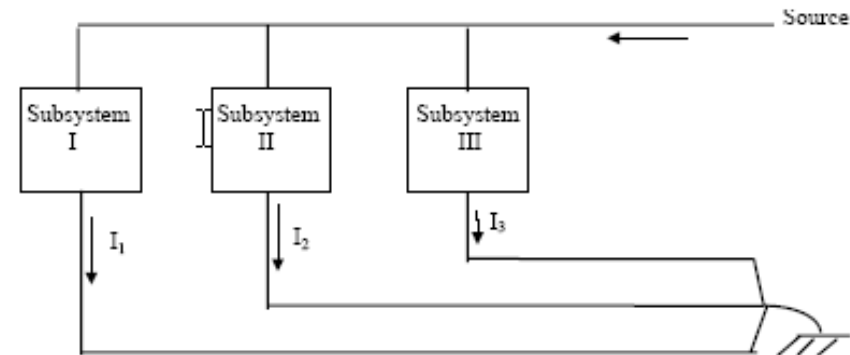 Source
Subsystem
I
Subsystem
II
Subsystem
III
I₁
I₂
I₃